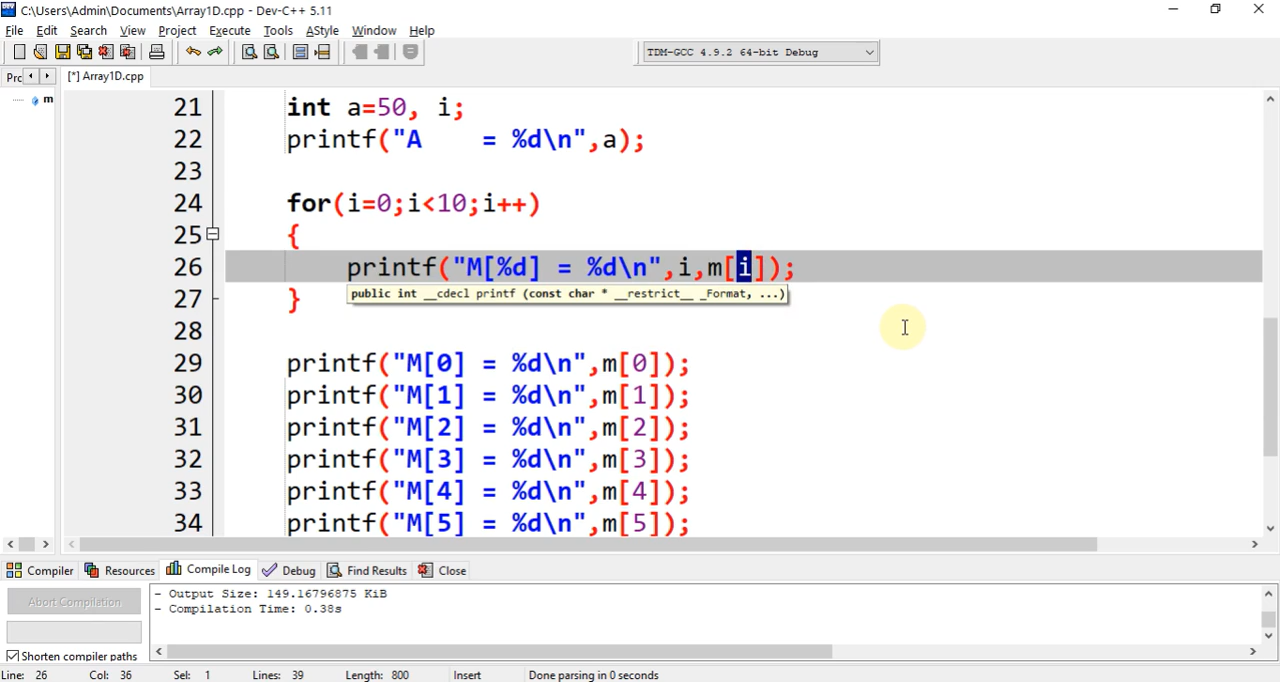 C:\Users\Admin\Documents\Array1D.cpp - Dev-C++ 5.11
File Edit Search View Project Execute Tools AStyle Window Help
TDM-GCC 4.9.2 64-bit Debug
Prc [*] Array1D.cpp
m
21 int a=50, i;
22 printf("A    = %d\n",a);
23
24 for(i=0;i<10;i++)
25 {
26 printf("M[%d] = %d\n",i,m[i]);
public int __cdecl printf (const char * __restrict__ _Format, ...)
27 }
28
29 printf("M[0] = %d\n",m[0]);
30 printf("M[1] = %d\n",m[1]);
31 printf("M[2] = %d\n",m[2]);
32 printf("M[3] = %d\n",m[3]);
33 printf("M[4] = %d\n",m[4]);
34 printf("M[5] = %d\n",m[5]);
Compiler Resources Compile Log Debug Find Results Close
Abort Compilation
- Output Size: 149.16796875 KiB
- Compilation Time: 0.38s
Shorten compiler paths
Line: 26 Col: 36 Sel: 1 Lines: 39 Length: 800 Insert Done parsing in 0 seconds